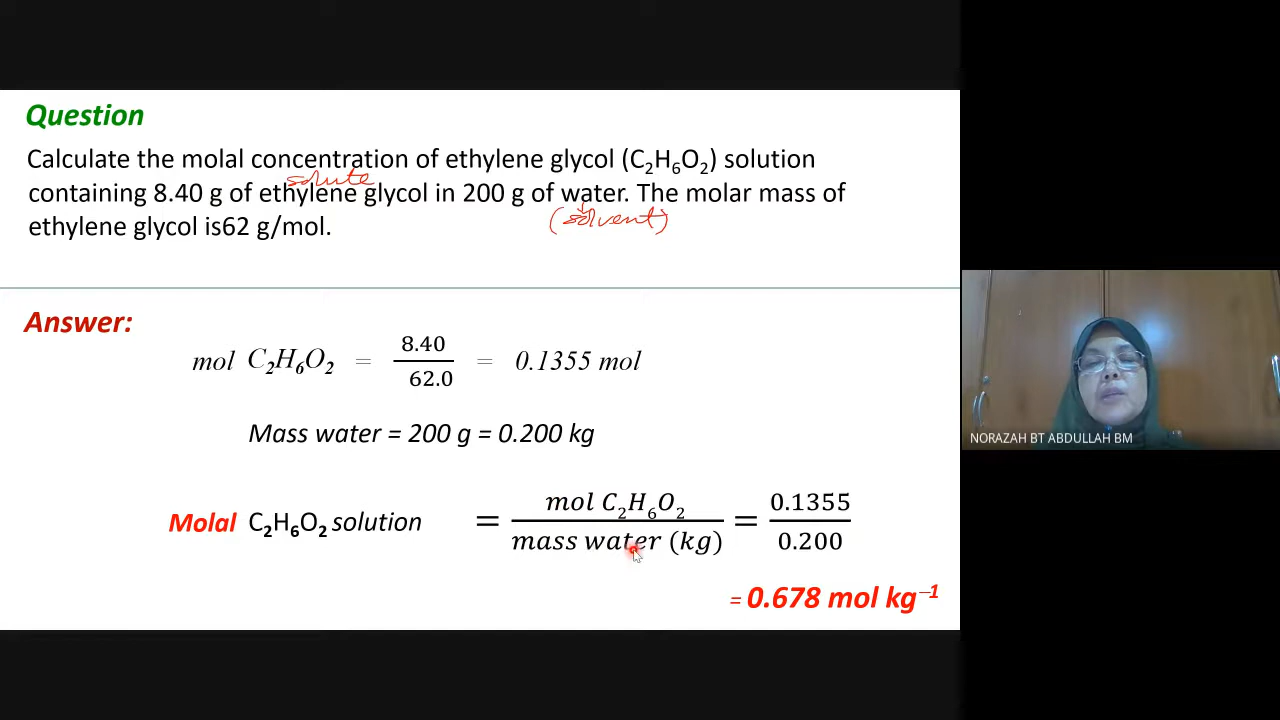 Question
Calculate the molal concentration of ethylene glycol (C₂H₆O₂) solution
solute
containing 8.40 g of ethylene glycol in 200 g of water. The molar mass of
(solvent)
ethylene glycol is62 g/mol.
Answer:
mol C₂H₆O₂ = 8.40 / 62.0 = 0.1355 mol
Mass water = 200 g = 0.200 kg
Molal C₂H₆O₂ solution = mol C₂H₆O₂ / mass water (kg) = 0.1355 / 0.200
= 0.678 mol kg⁻¹
NORAZAH BT ABDULLAH BM